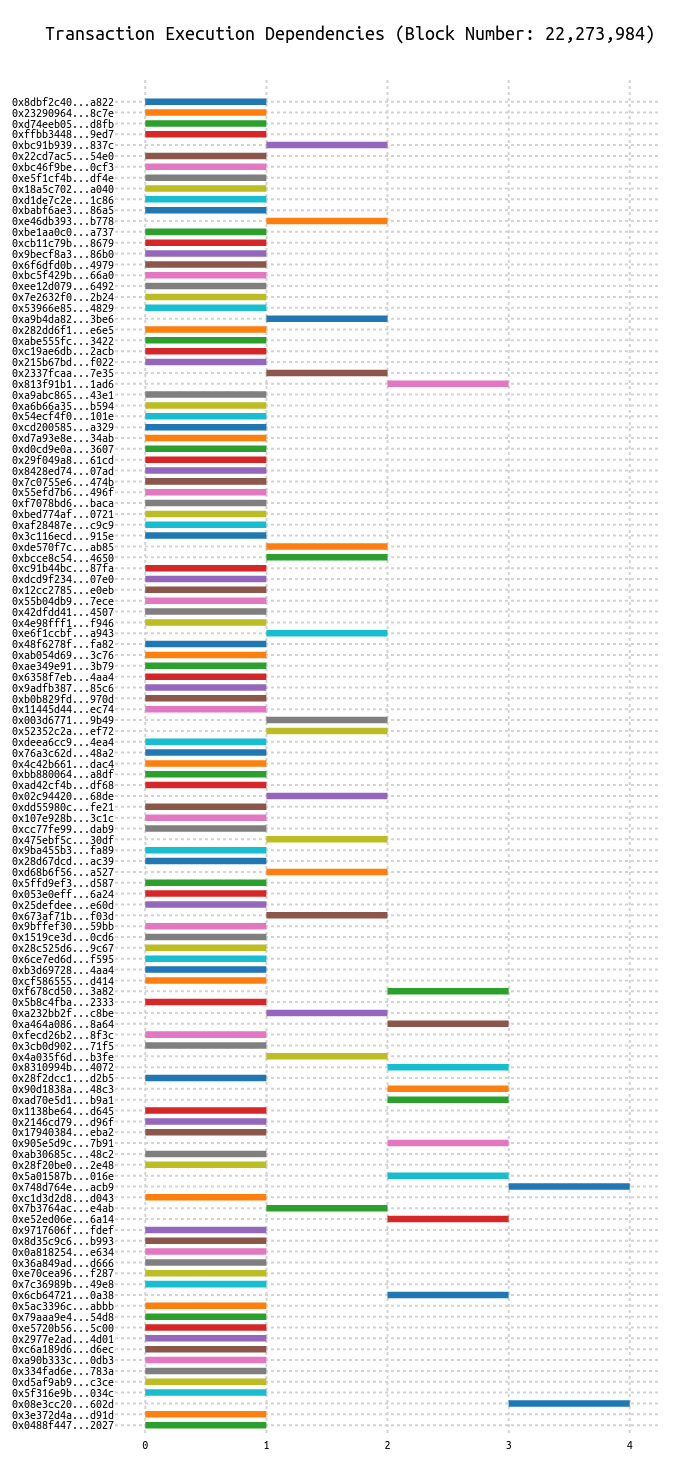 Transaction Execution Dependencies (Block Number: 22,273,984)
0x8dbf2c40...a822
0x23290964...8c7e
0xd74eeb05...d8fb
0xffbb3448...9ed7
0xbc91b939...837c
0x22cd7ac5...54e0
0xbc46f9be...0cf3
0xe5f1cf4b...df4e
0x18a5c702...a040
0xd1de7c2e...1c86
0xbabf6ae3...86a5
0xe46db393...b778
0xbe1aa0c0...a737
0xcb11c79b...8679
0x9becf8a3...86b0
0x6f6dfd0b...4979
0xbc5f429b...66a0
0xee12d079...6492
0x7e2632f0...2b24
0x53966e85...4829
0xa9b4da82...3be6
0x282dd6f1...e6e5
0xabe555fc...3422
0xc19ae6db...2acb
0x215b67bd...f022
0x2337fcaa...7e35
0x813f91b1...1ad6
0xa9abc865...43e1
0xa6b66a35...b594
0x54ecf4f0...101e
0xcd200585...a329
0xd7a93e8e...34ab
0xd0cd9e0a...3607
0x29f049a8...61cd
0x8428ed74...07ad
0x7c0755e6...474b
0x55efd7b6...496f
0xf7078bd6...baca
0xbed774af...0721
0xaf28487e...c9c9
0x3c116ecd...915e
0xde570f7c...ab85
0xbcce8c54...4650
0xc91b44bc...87fa
0xdcd9f234...07e0
0x12cc2785...e0eb
0x55b04db9...7ece
0x42dfdd41...4507
0x4e98fff1...f946
0xe6f1ccbf...a943
0x48f6278f...fa82
0xab054d69...3c76
0xae349e91...3b79
0x6358f7eb...4aa4
0x9adfb387...85c6
0xb0b829fd...970d
0x11445d44...ec74
0x003d6771...9b49
0x52352c2a...ef72
0xdeea6cc9...4ea4
0x76a3c62d...48a2
0x4c42b661...dac4
0xbb880064...a8df
0xad42cf4b...df68
0x02c94420...68de
0xdd55980c...fe21
0x107e928b...3c1c
0xcc77fe99...dab9
0x475ebf5c...30df
0x9ba455b3...fa89
0x28d67dcd...ac39
0xd68b6f56...a527
0x5ffd9ef3...d587
0x053e0eff...6a24
0x25defdee...e60d
0x673af71b...f03d
0x9bffef30...59bb
0x1519ce3d...0cd6
0x28c525d6...9c67
0x6ce7ed6d...f595
0xb3d69728...4aa4
0xcf586555...d414
0xf678cd50...3a82
0x5b8c4fba...2333
0xa232bb2f...c8be
0xa464a086...8a64
0xfecd26b2...8f3c
0x3cb0d902...71f5
0x4a035f6d...b3fe
0x8310994b...4072
0x28f2dcc1...d2b5
0x90d1838a...48c3
0xad70e5d1...b9a1
0x1138be64...d645
0x2146cd79...d96f
0x17940384...eba2
0x905e5d9c...7b91
0xab30685c...48c2
0x28f20be0...2e48
0x5a01587b...016e
0x748d764e...acb9
0xc1d3d2d8...d043
0x7b3764ac...e4ab
0xe52ed06e...6a14
0x9717606f...fdef
0x8d35c9c6...b993
0x0a818254...e634
0x36a849ad...d666
0xe70cea96...f287
0x7c36989b...49e8
0x6cb64721...0a38
0x5ac3396c...abbb
0x79aaa9e4...54d8
0xe5720b56...5c00
0x2977e2ad...4d01
0xc6a189d6...d6ec
0xa90b333c...0db3
0x334fad6e...783a
0xd5af9ab9...c3ce
0x5f316e9b...034c
0x08e3cc20...602d
0x3e372d4a...d91d
0x0488f447...2027
0 1 2 3 4